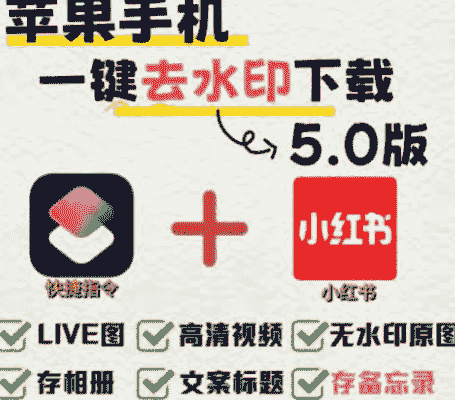 苹果手机
一键去水印下载
5.0版
快捷指令
小红书
小红书
LIVE图 高清视频 无水印原图
存相册 文案标题 存备忘录